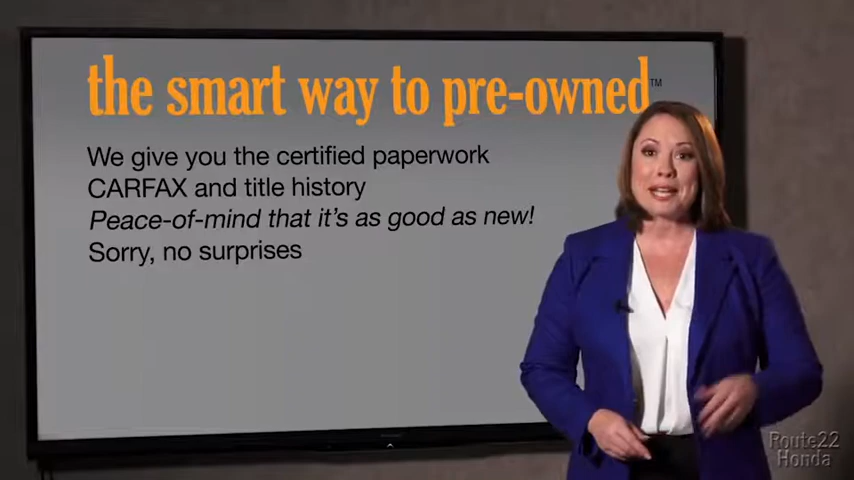 the smart way to pre-owned™
We give you the certified paperwork
CARFAX and title history
Peace-of-mind that it's as good as new!
Sorry, no surprises
Route22
Honda